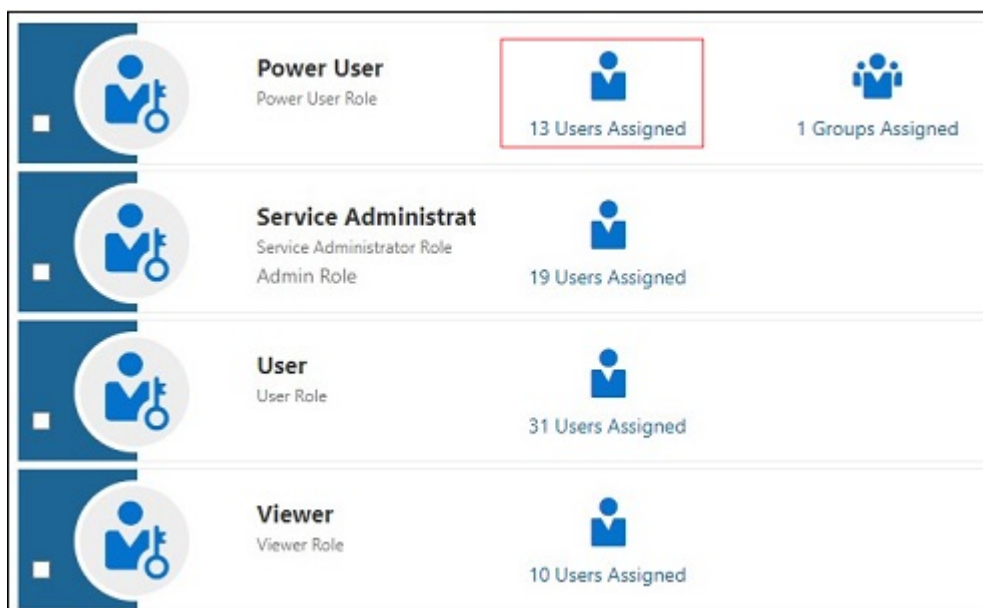 Power User
Power User Role
13 Users Assigned
1 Groups Assigned
Service Administrat
Service Administrator Role
Admin Role
19 Users Assigned
User
User Role
31 Users Assigned
Viewer
Viewer Role
10 Users Assigned